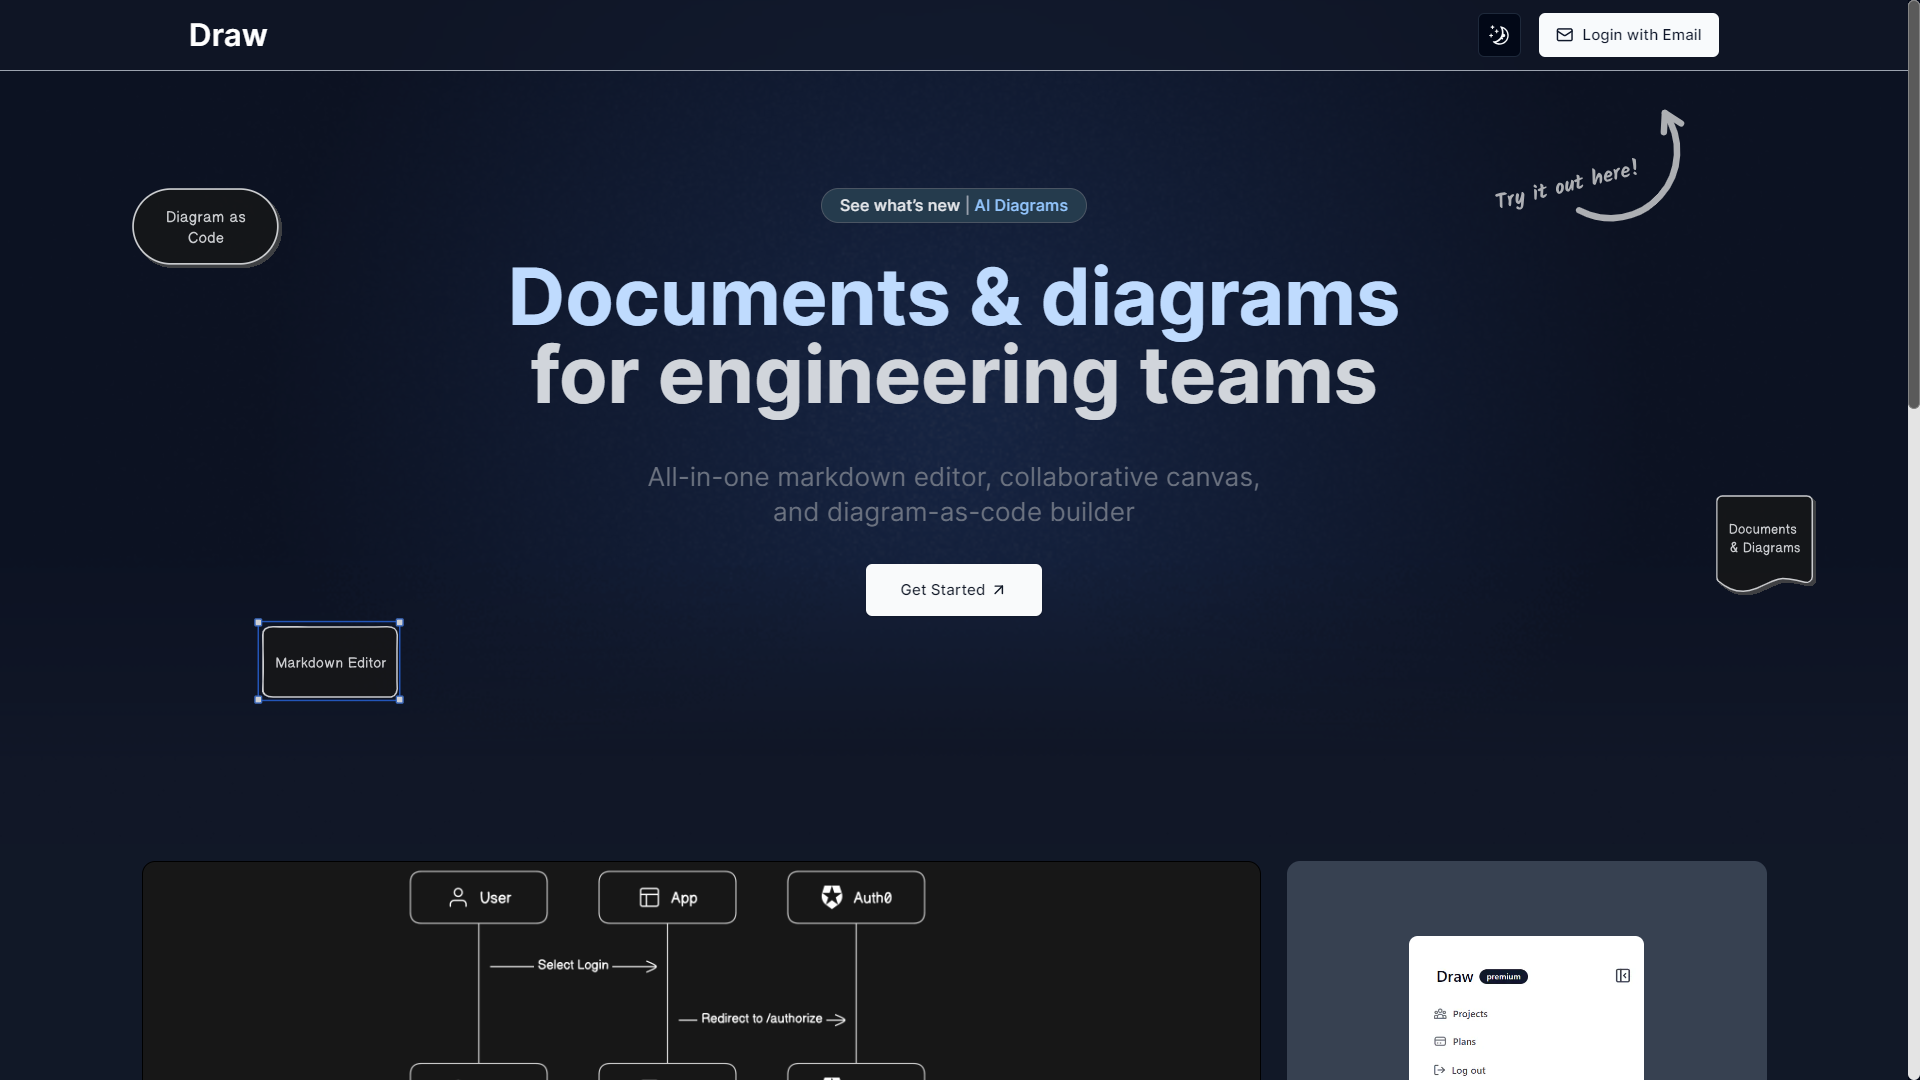 Draw
Login with Email
Try it out here!
Diagram as
Code
See what's new | AI Diagrams
Documents & diagrams
for engineering teams
All-in-one markdown editor, collaborative canvas,
and diagram-as-code builder
Documents
& Diagrams
Get Started
Markdown Editor
User
App
Auth0
Select Login
Redirect to /authorize
Draw premium
Projects
Plans
Log out